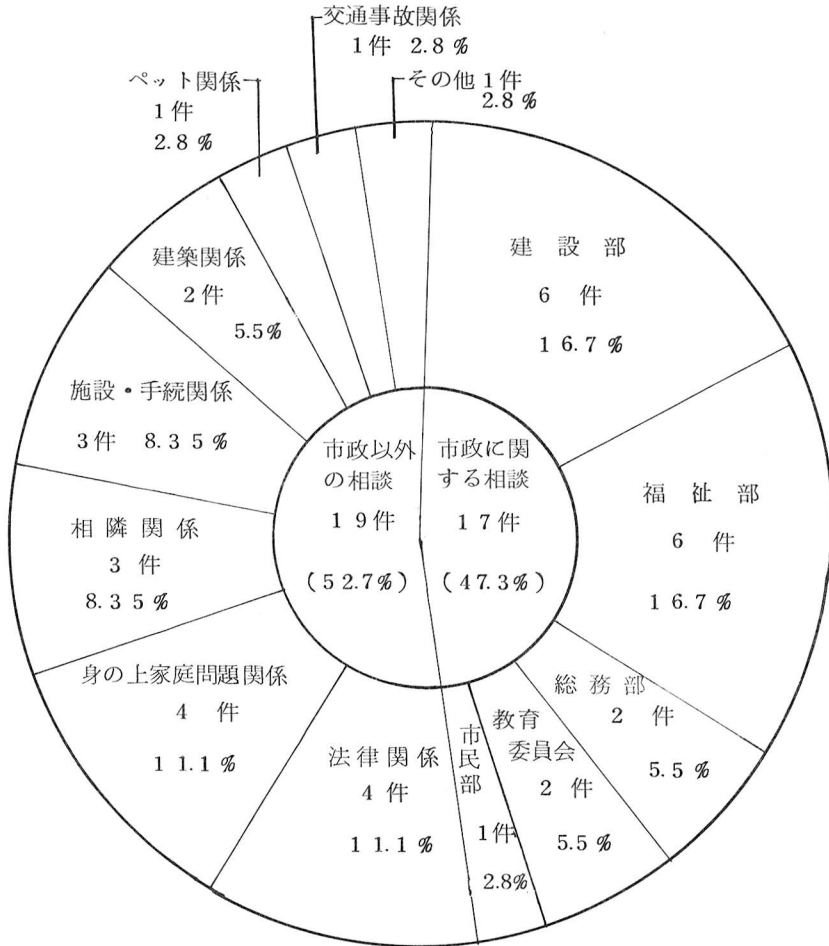 交通事故関係
1件 2.8%
ペット関係
1件
2.8%
その他1件
2.8%
建設部
6件
16.7%
福祉部
6件
16.7%
総務部
2件
5.5%
教育
委員会
2件
5.5%
市民部
1件
2.8%
法律関係
4件
11.1%
身の上家庭問題関係
4件
11.1%
相隣関係
3件
8.35%
施設・手続関係
3件 8.35%
建築関係
2件
5.5%
市政以外
の相談
19件
(52.7%)
市政に関
する相談
17件
(47.3%)